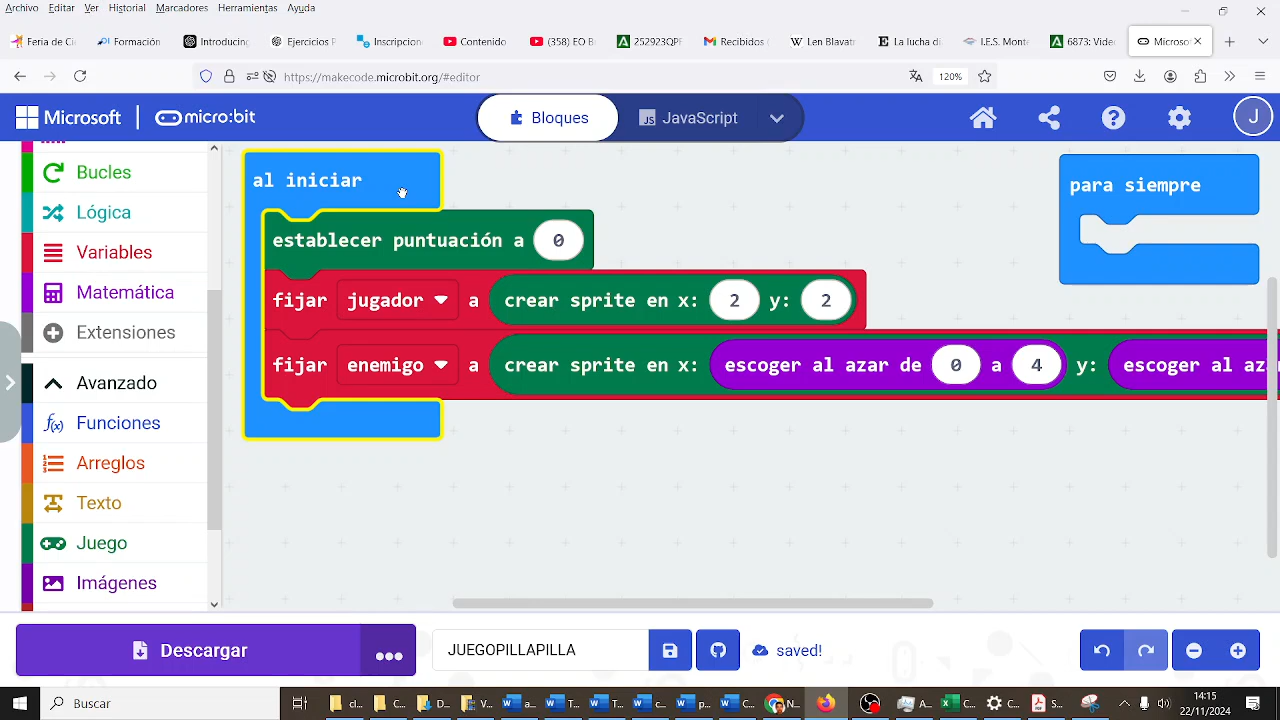 Archivo Editar Ver Historial Marcadores Herramientas Ayuda
Feria de Ci
Formación
Introducing
Ejercicios F
Inscripcion
Contenido
(358) EO B
252923QPF
Recibidos (
Len Blavatr
La lucha di
I.E.S. Monte
6873: Vide
Microso
https://makecode.microbit.org/#editor
120%
Microsoft
micro:bit
Bloques
JavaScript
J
Bucles
Lógica
Variables
Matemática
Extensiones
Avanzado
Funciones
Arreglos
Texto
Juego
Imágenes
al iniciar
establecer puntuación a 0
fijar jugador a crear sprite en x: 2 y: 2
fijar enemigo a crear sprite en x: escoger al azar de 0 a 4 y: escoger al aza
para siempre
Descargar
JUEGOPILLAPILLA
saved!
Buscar
14:15
22/11/2024